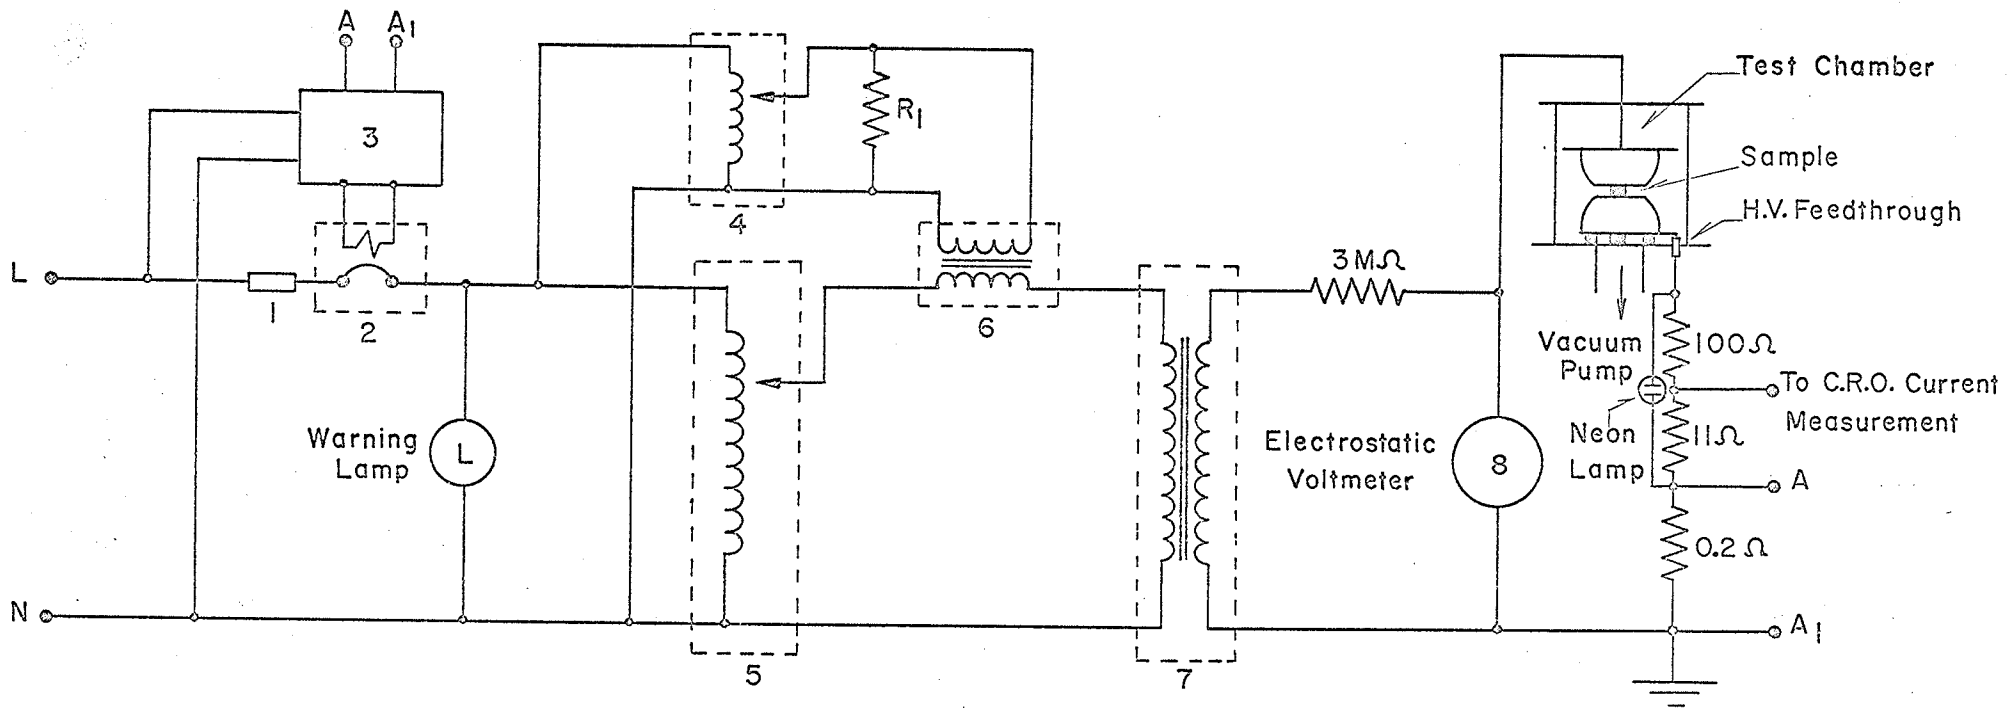 A A1
3
L
1
2
Warning
Lamp
L
N
4
R1
5
6
7
3MΩ
Electrostatic
Voltmeter
8
Test Chamber
Sample
H.V. Feedthrough
Vacuum
Pump
100Ω
To C.R.O. Current
Measurement
Neon
Lamp
11Ω
A
0.2Ω
A1